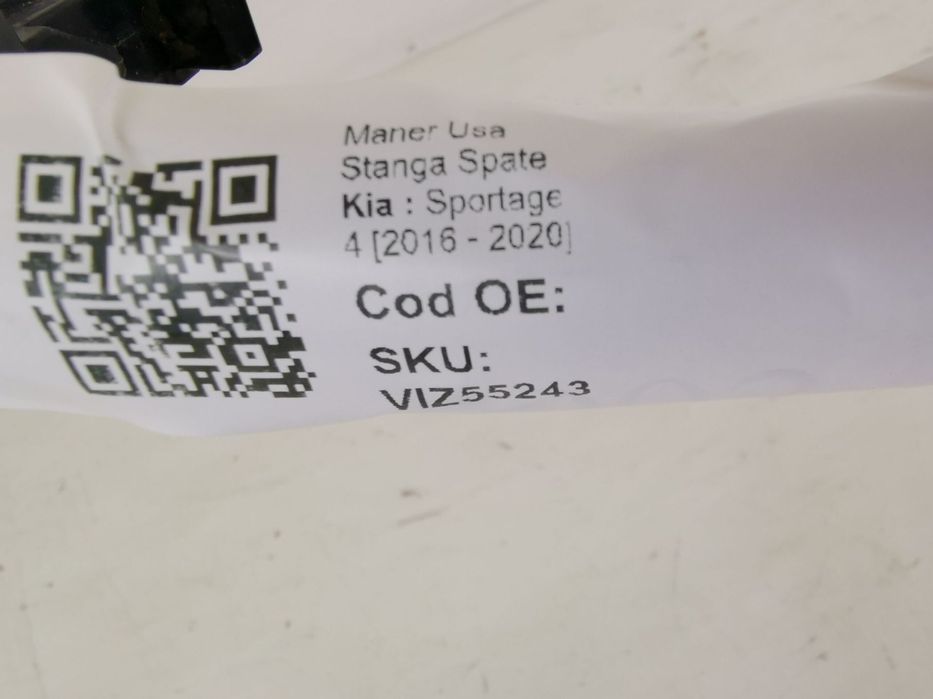 Maner Usa
Stanga Spate
Kia : Sportage
4 [2016 - 2020]
Cod OE:
SKU:
VIZ55243